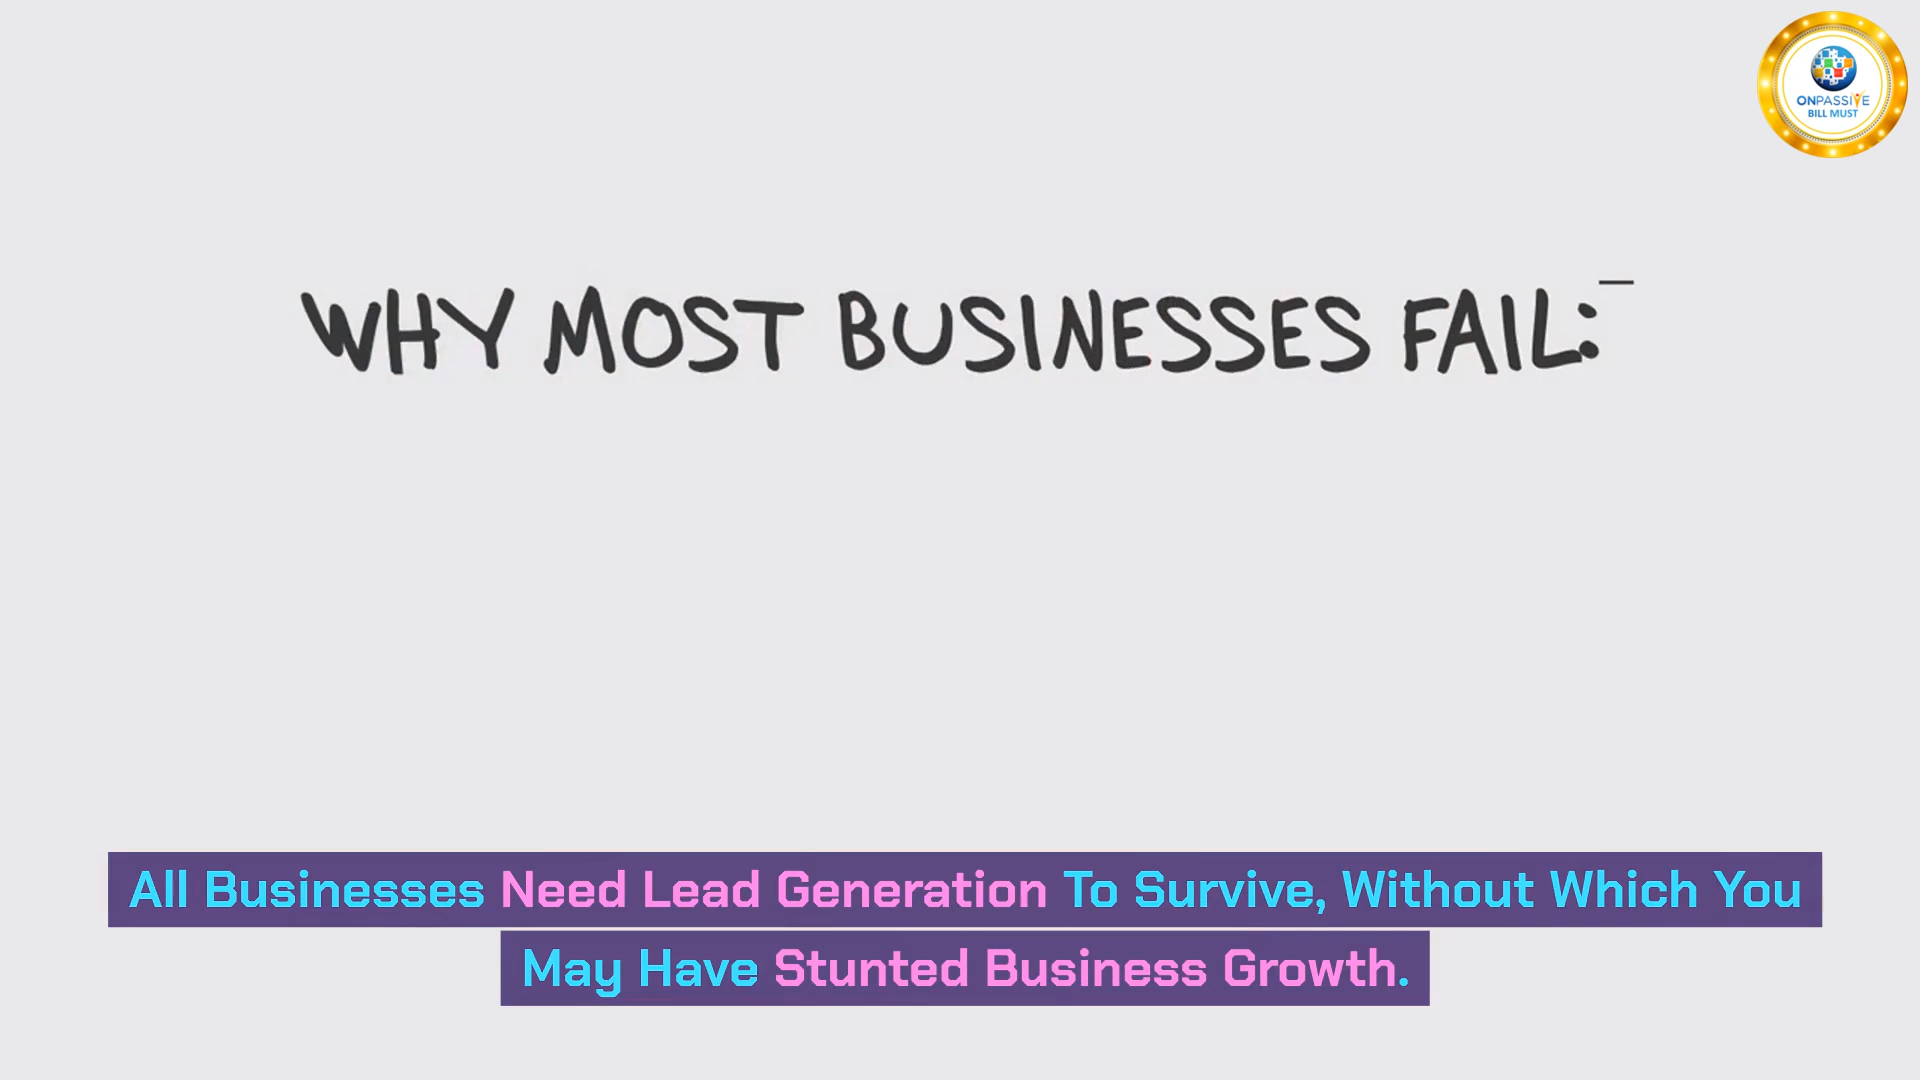 ONPASSIVE
BILL MUST
WHY MOST BUSINESSES FAIL:
All Businesses Need Lead Generation To Survive, Without Which You
May Have Stunted Business Growth.